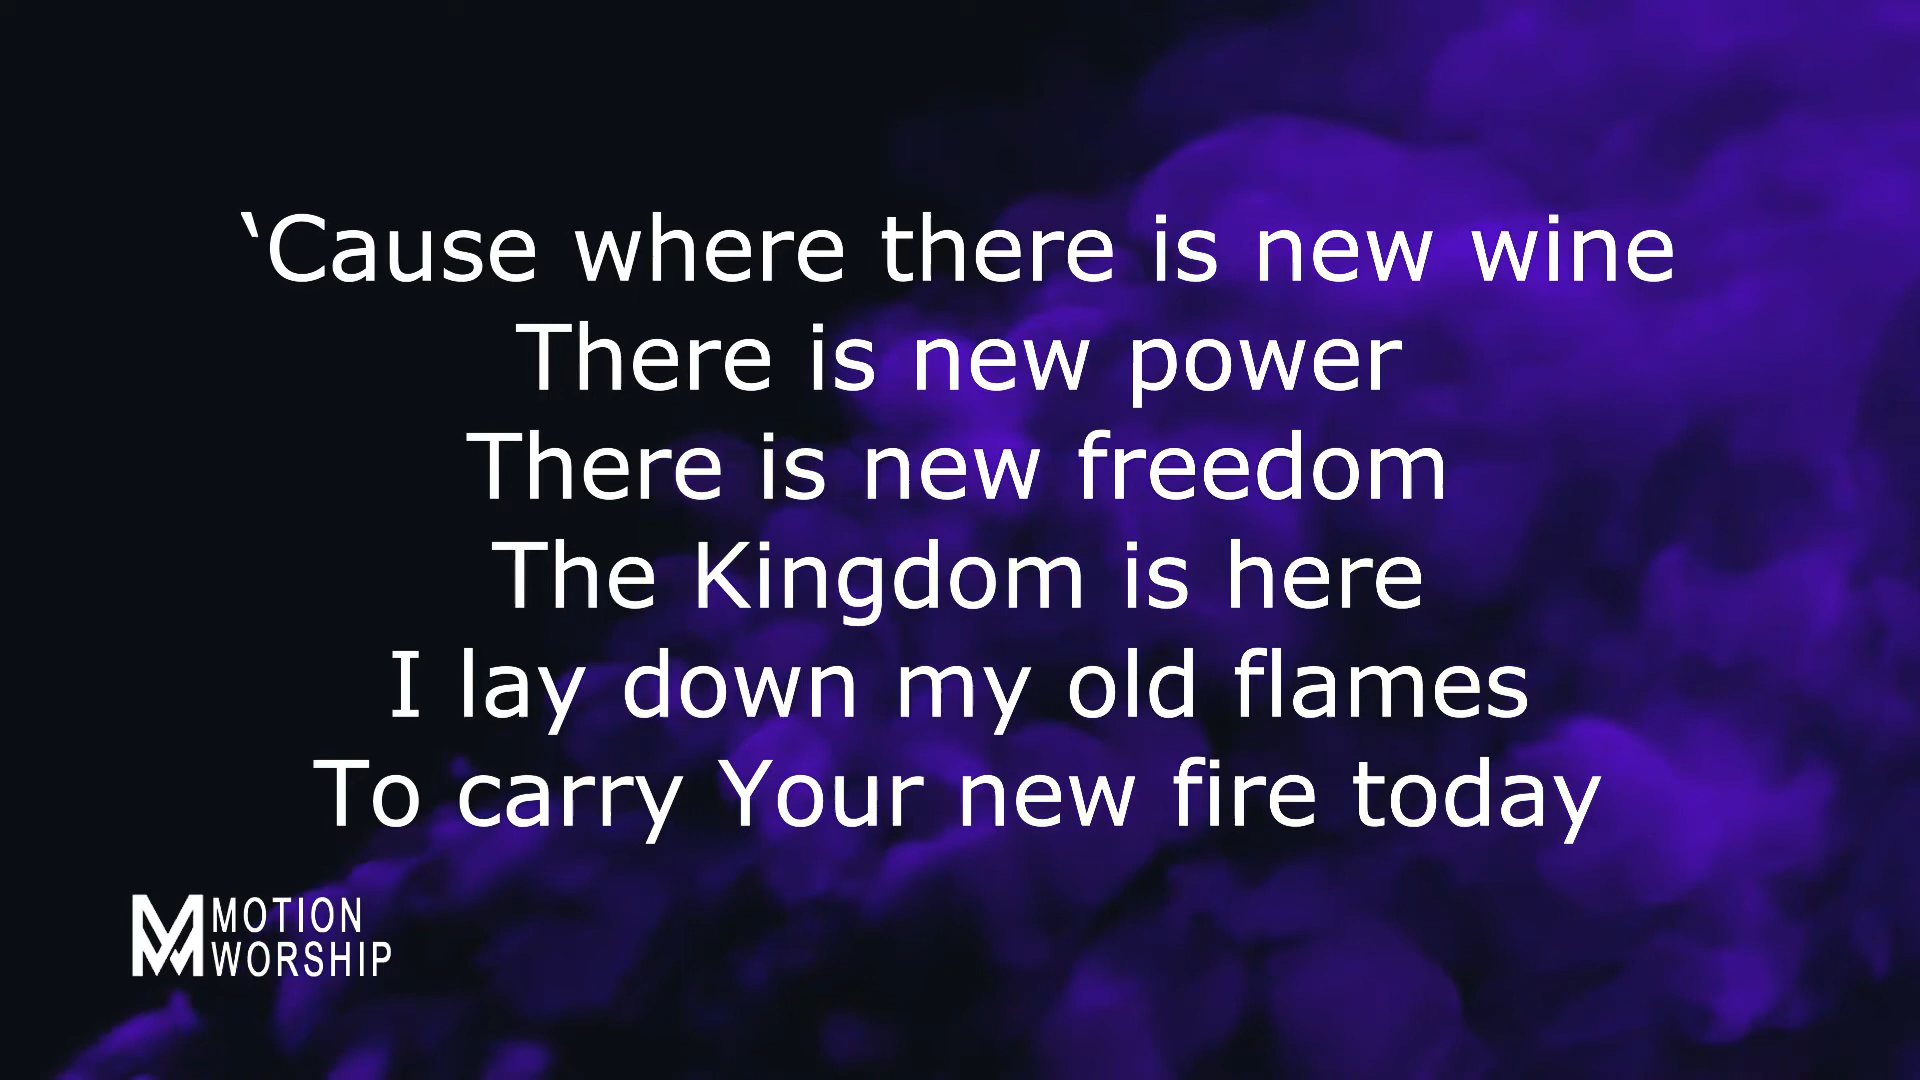 ‘Cause where there is new wine
There is new power
There is new freedom
The Kingdom is here
I lay down my old flames
To carry Your new fire today
MOTION
WORSHIP